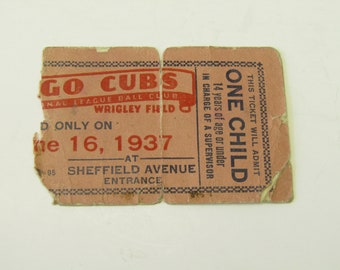 GO CUBS
NAL LEAGUE BALL CLUB
WRIGLEY FIELD
D ONLY ON
ne 16, 1937
AT
SHEFFIELD AVENUE
ENTRANCE
THIS TICKET WILL ADMIT
ONE CHILD
14 years of age or under
IN CHARGE OF A SUPERVISOR